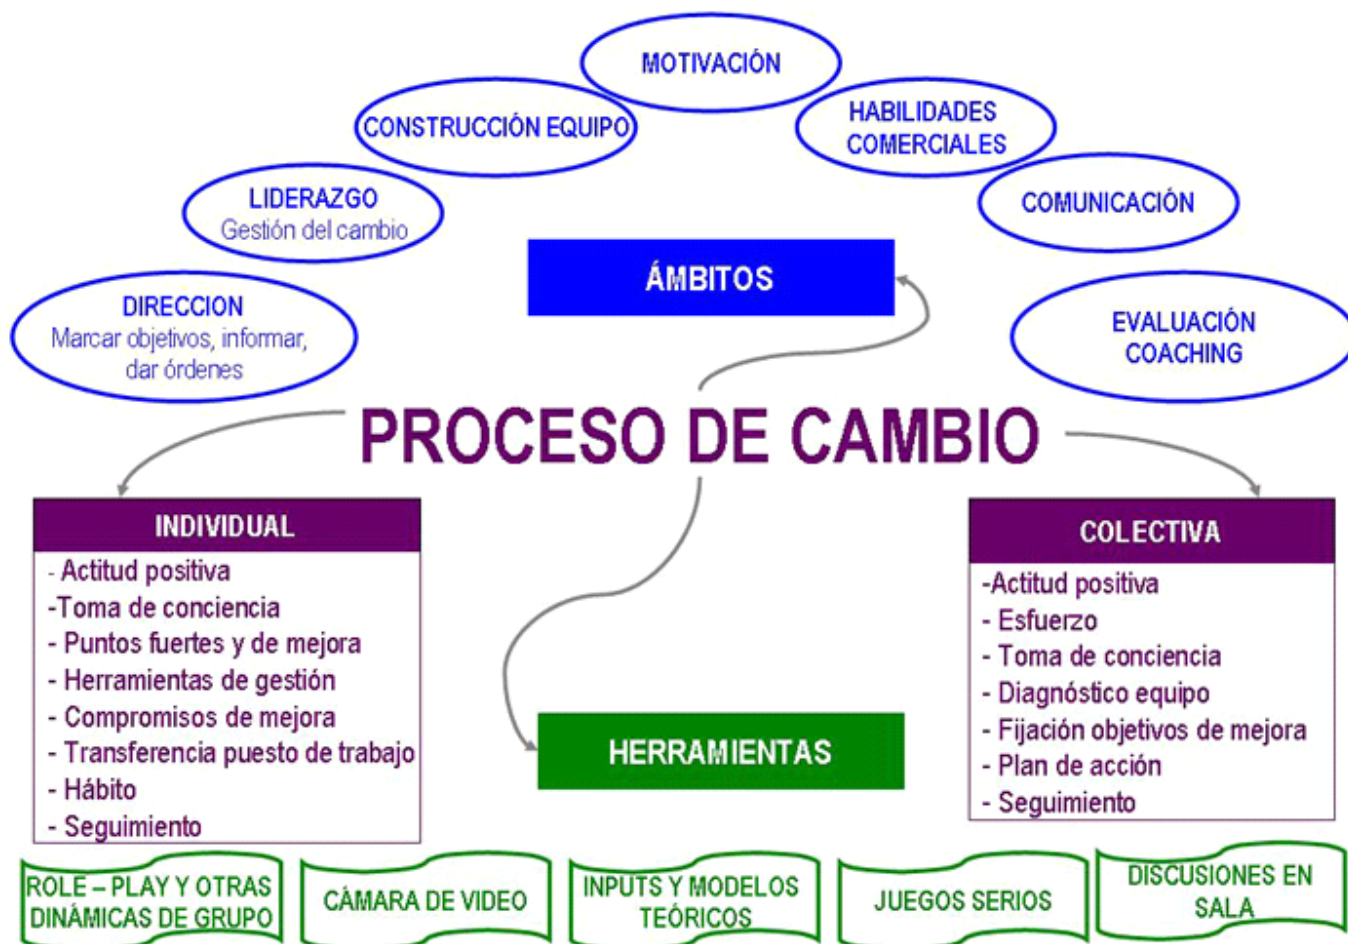 MOTIVACIÓN
CONSTRUCCIÓN EQUIPO
HABILIDADES
COMERCIALES
LIDERAZGO
Gestión del cambio
COMUNICACIÓN
ÁMBITOS
DIRECCION
Marcar objetivos, informar,
dar órdenes
EVALUACIÓN
COACHING
PROCESO DE CAMBIO
INDIVIDUAL
- Actitud positiva
-Toma de conciencia
- Puntos fuertes y de mejora
- Herramientas de gestión
- Compromisos de mejora
- Transferencia puesto de trabajo
- Hábito
- Seguimiento
COLECTIVA
-Actitud positiva
- Esfuerzo
- Toma de conciencia
- Diagnóstico equipo
- Fijación objetivos de mejora
- Plan de acción
- Seguimiento
HERRAMIENTAS
ROLE – PLAY Y OTRAS
DINÁMICAS DE GRUPO
CÁMARA DE VIDEO
INPUTS Y MODELOS
TEÓRICOS
JUEGOS SERIOS
DISCUSIONES EN
SALA